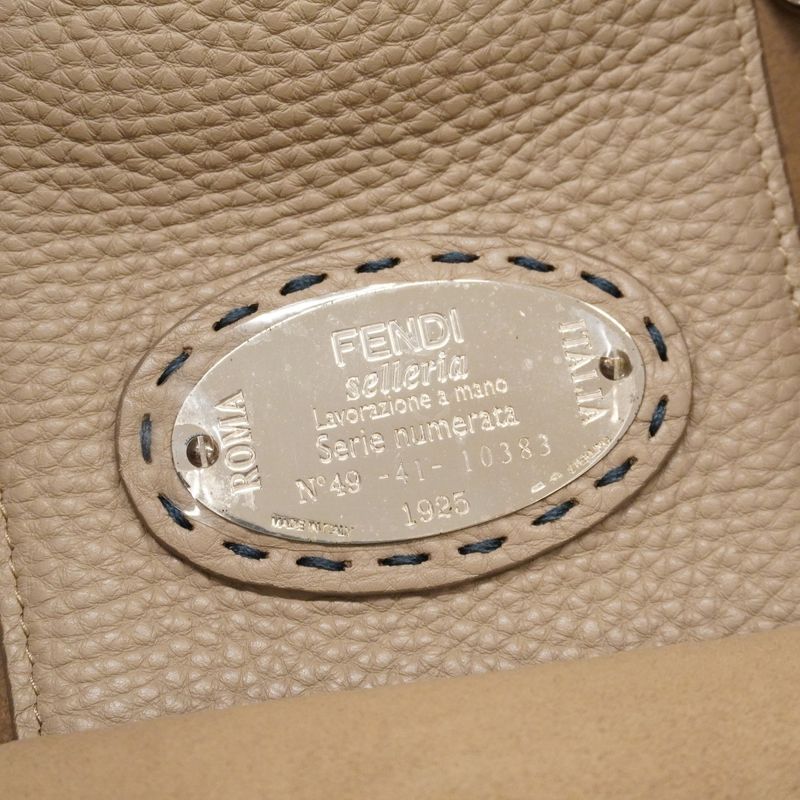 FENDI
selleria
Lavorazione a mano
Serie numerata
N° 49 -41- 10383
1925
ROMA
ITALIA
MADE IN ITALY